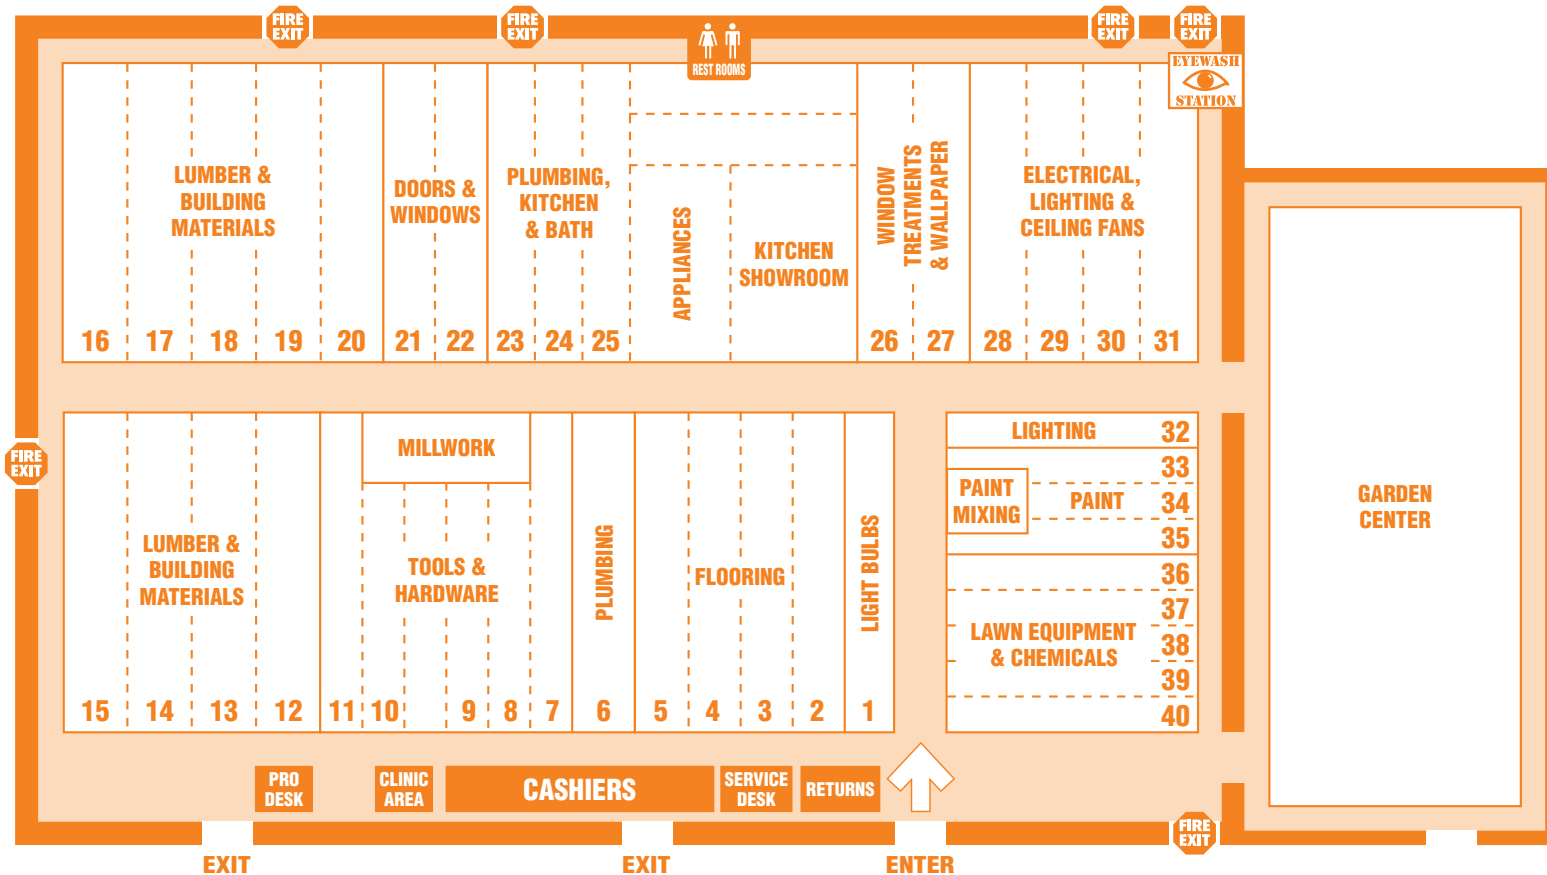 FIRE
EXIT
FIRE
EXIT
REST ROOMS
FIRE
EXIT
FIRE
EXIT
EYEWASH
STATION
LUMBER &
BUILDING
MATERIALS
DOORS &
WINDOWS
PLUMBING,
KITCHEN
& BATH
APPLIANCES
KITCHEN
SHOWROOM
WINDOW
TREATMENTS
& WALLPAPER
ELECTRICAL,
LIGHTING &
CEILING FANS
16 17 18 19 20 21 22 23 24 25 26 27 28 29 30 31
FIRE
EXIT
LUMBER &
BUILDING
MATERIALS
MILLWORK
TOOLS &
HARDWARE
PLUMBING
FLOORING
LIGHT BULBS
15 14 13 12 11 10 9 8 7 6 5 4 3 2 1
LIGHTING 32
33
PAINT
MIXING
PAINT 34
35
36
37
LAWN EQUIPMENT
& CHEMICALS
38
39
40
GARDEN
CENTER
PRO
DESK
CLINIC
AREA
CASHIERS
SERVICE
DESK
RETURNS
FIRE
EXIT
EXIT
EXIT
ENTER